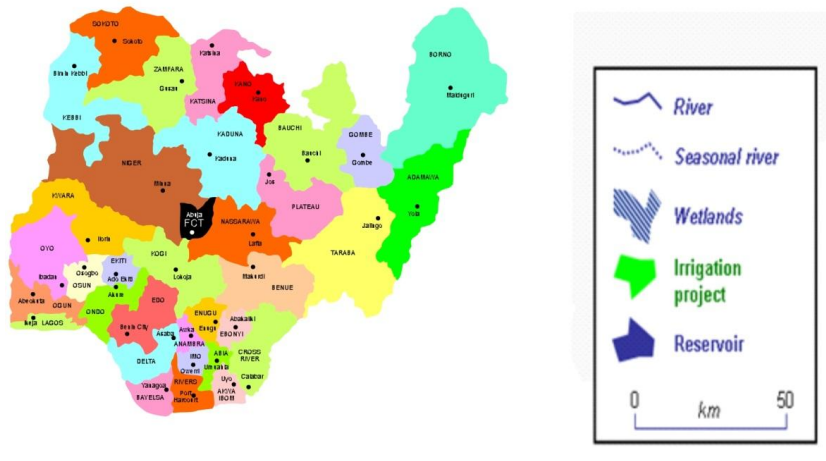 SOYOTO
Sokoto
Katsina
BORNO
ZAMFARA
Gusau
KANO
Kano
Maiduguri
KATSINA
KEBBI
KADUNA
BAUCHI
GOMBE
Kaduna
Bauchi
Gombe
NIGER
Minna
Jos
ADAMAWA
Yola
KWARA
PLATEAU
Abuja
FCT
NASSARAWA
Lafia
Jalingo
TARABA
Ilorin
OYO
KOGI
EKITI
Ado Ekiti
Osogbo
OSUN
Ibadan
Lokoja
Makurdi
BENUE
Akure
Abeokuta
OGUN
ONDO
EDO
Ikeja
LAGOS
Benin City
Asaba
ENUGU
Enugu
Abakaliki
EBONYI
Awka
ANAMBRA
DELTA
IMO
Owerri
ABIA
Umuahia
CROSS
RIVER
Calabar
Uyo
AKWA
IBOM
RIVERS
Port
Harcourt
Yanagoa
BAYELSA
River
Seasonal river
Wetlands
Irrigation
project
Reservoir
0
50
km